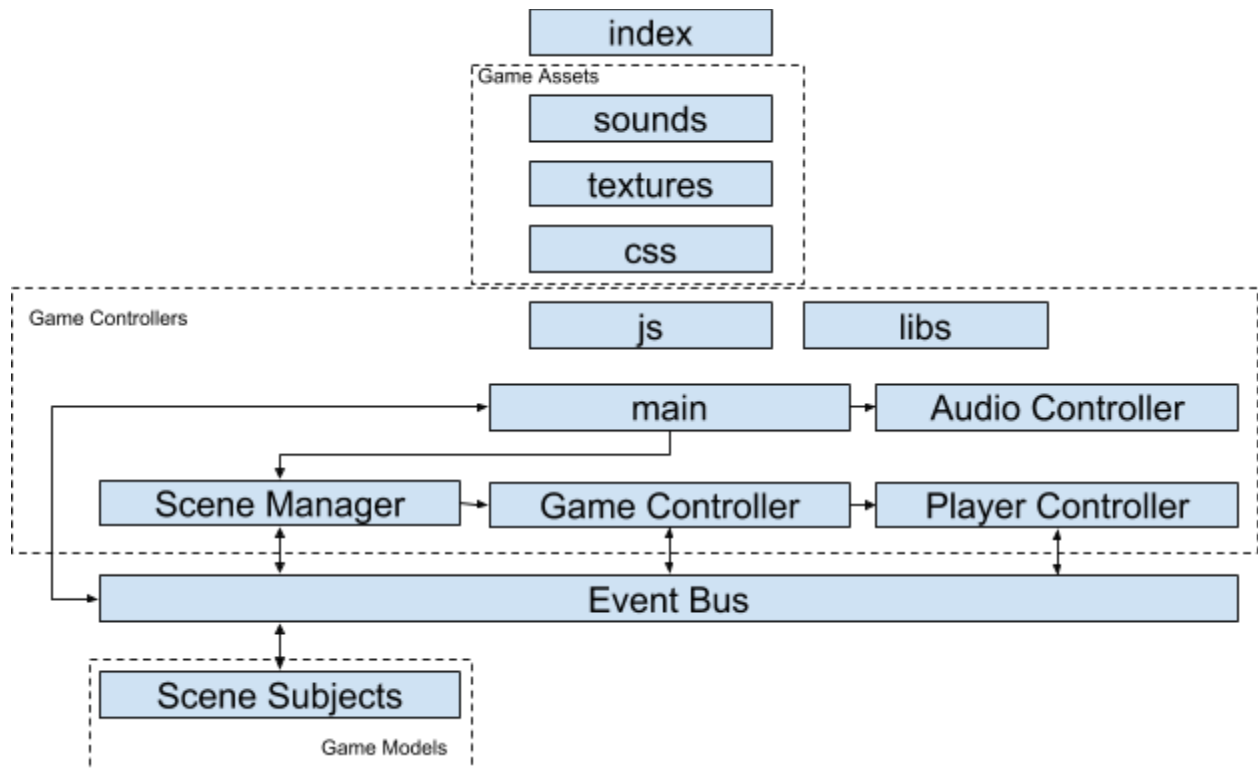 index
Game Assets
sounds
textures
css
Game Controllers
js
libs
main
Audio Controller
Scene Manager
Game Controller
Player Controller
Event Bus
Scene Subjects
Game Models